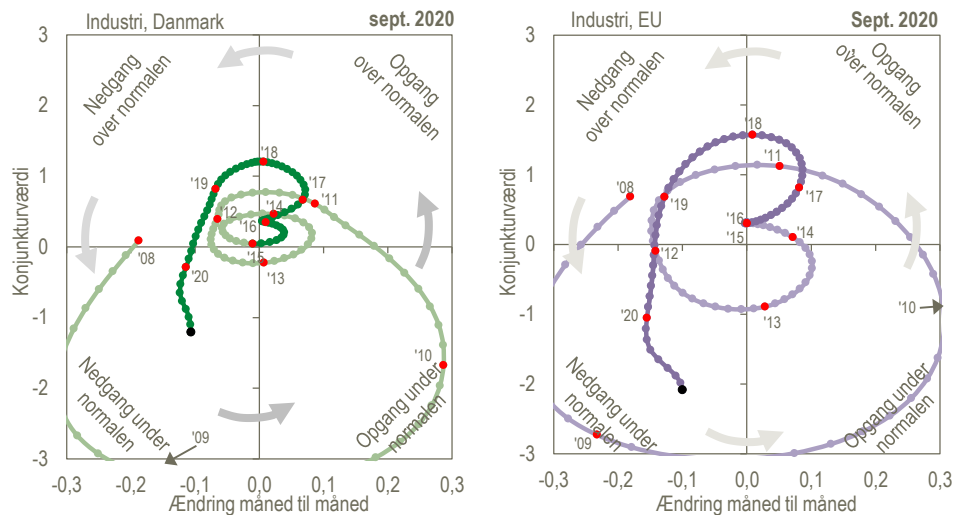 Industri, Danmark
sept. 2020
Konjunkturværdi
3
2
1
0
-1
-2
-3
Nedgang
over normalen
Opgang
over normalen
Nedgang under
normalen
Opgang under
normalen
'18
'19
'17
'12
'14
'11
'16
'08
'15
'13
'20
'10
'09
-0,3
-0,2
-0,1
0,0
0,1
0,2
0,3
Ændring måned til måned
Industri, EU
Sept. 2020
Konjunkturværdi
3
2
1
0
-1
-2
-3
Nedgang
over normalen
Opgang
over normalen
Nedgang under
normalen
Opgang under
normalen
'18
'11
'08
'19
'17
'16
'15
'14
'12
'13
'10
'20
'09
-0,3
-0,2
-0,1
0,0
0,1
0,2
0,3
Ændring måned til måned